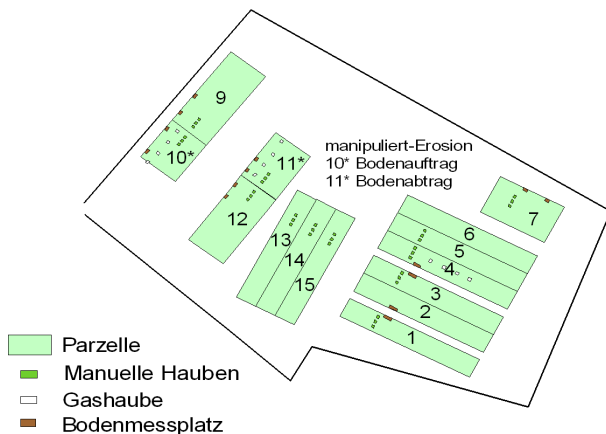 9
10*
11*
12
manipuliert-Erosion
10* Bodenauftrag
11* Bodenabtrag
7
13
14
15
6
5
4
3
2
1
Parzelle
Manuelle Hauben
Gashaube
Bodenmessplatz